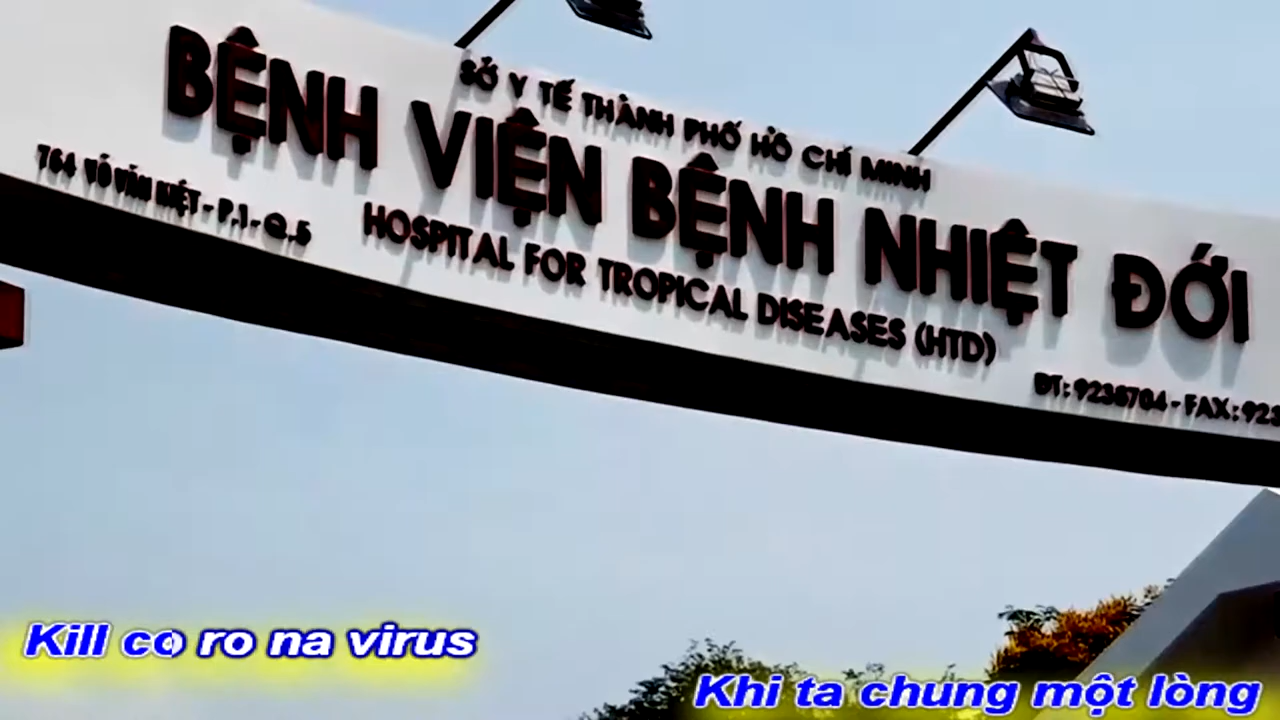 SỞ Y TẾ THÀNH PHỐ HỒ CHÍ MINH
BỆNH VIỆN BỆNH NHIỆT ĐỚI
764 VÕ VĂN KIỆT - P.1 - Q.5
HOSPITAL FOR TROPICAL DISEASES (HTD)
ĐT: 9238704 - FAX: 923
Kill co ro na virus
Khi ta chung một lòng